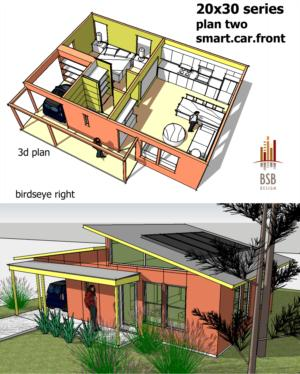 20x30 series
plan two
smart.car.front
3d plan
BSB
DESIGN
birdseye right